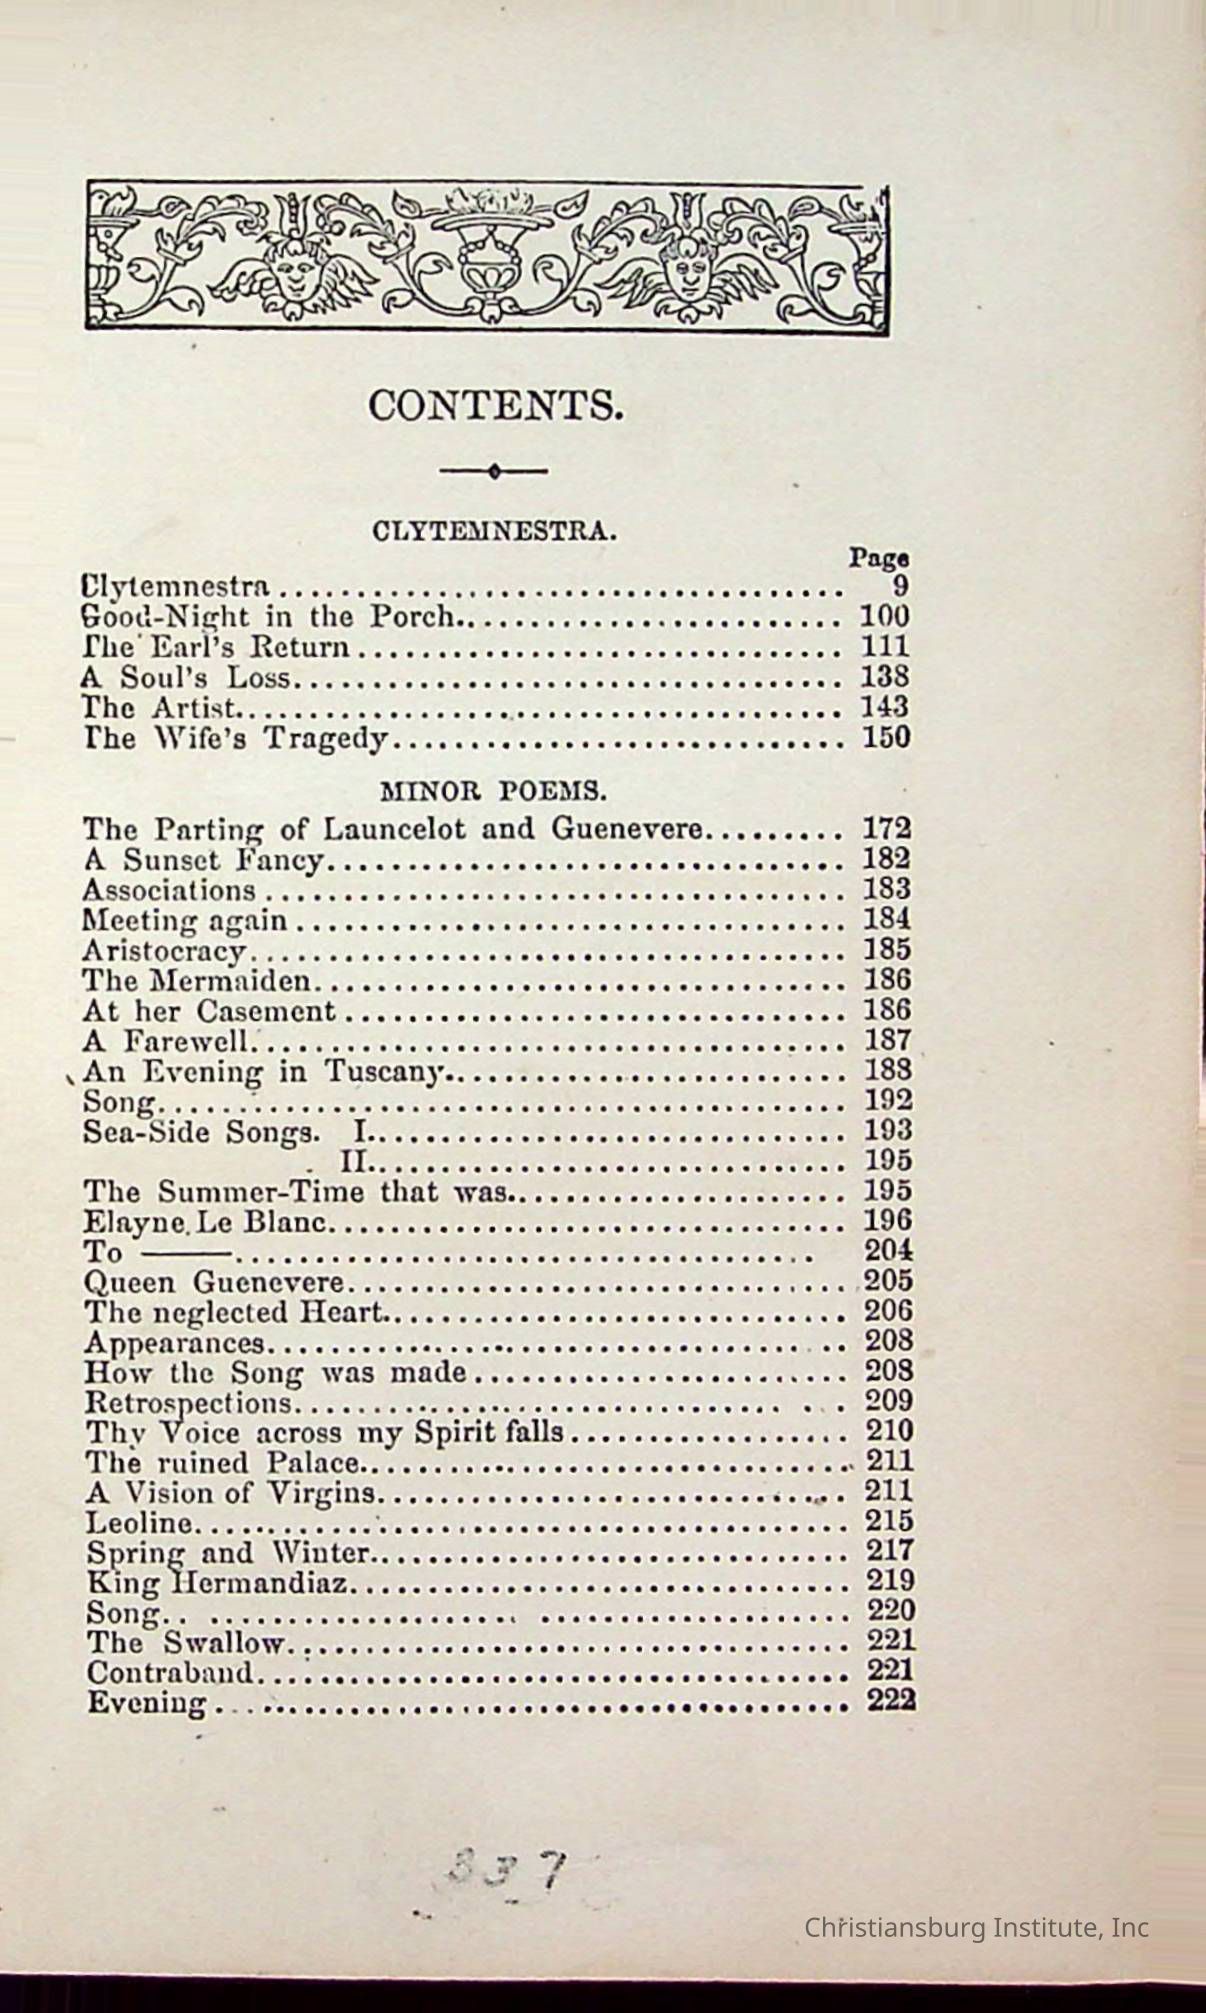 CONTENTS.
CLYTEMNESTRA.
Page
Clytemnestra........................................ 9
Good-Night in the Porch.......................... 100
The Earl's Return................................ 111
A Soul's Loss.................................... 138
The Artist....................................... 143
The Wife's Tragedy............................... 150
MINOR POEMS.
The Parting of Launcelot and Guenevere......... 172
A Sunset Fancy................................... 182
Associations..................................... 183
Meeting again.................................... 184
Aristocracy...................................... 185
The Mermaiden.................................... 186
At her Casement.................................. 186
A Farewell....................................... 187
An Evening in Tuscany............................ 188
Song............................................. 192
Sea-Side Songs. I................................ 193
II............................... 195
The Summer-Time that was......................... 195
Elayne Le Blanc.................................. 196
To ———........................................... 204
Queen Guenevere.................................. 205
The neglected Heart.............................. 206
Appearances...................................... 208
How the Song was made............................ 208
Retrospections................................... 209
Thy Voice across my Spirit falls................. 210
The ruined Palace................................ 211
A Vision of Virgins.............................. 211
Leoline.......................................... 215
Spring and Winter................................ 217
King Hermandiaz.................................. 219
Song............................................. 220
The Swallow...................................... 221
Contraband....................................... 221
Evening.......................................... 222
337
Christiansburg Institute, Inc